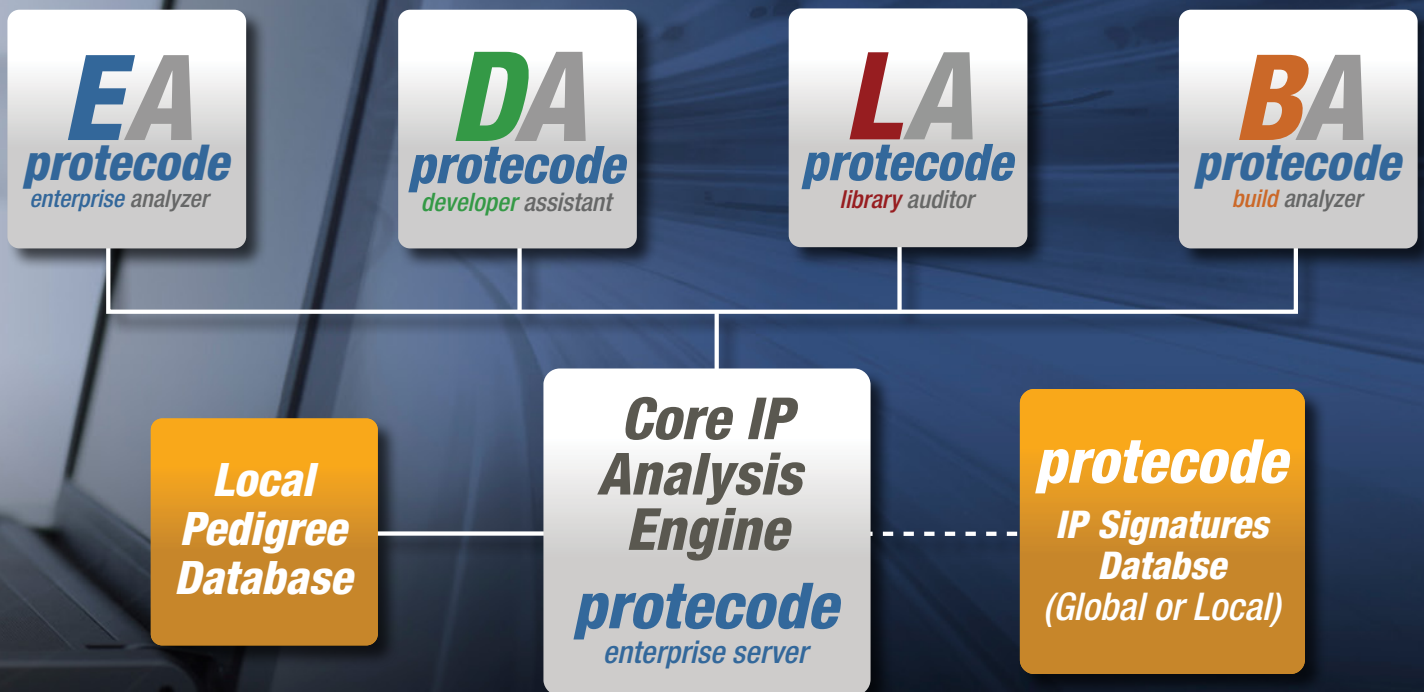 EA
protecode
enterprise analyzer
DA
protecode
developer assistant
LA
protecode
library auditor
BA
protecode
build analyzer
Local
Pedigree
Database
Core IP
Analysis
Engine
protecode
enterprise server
protecode
IP Signatures
Databse
(Global or Local)